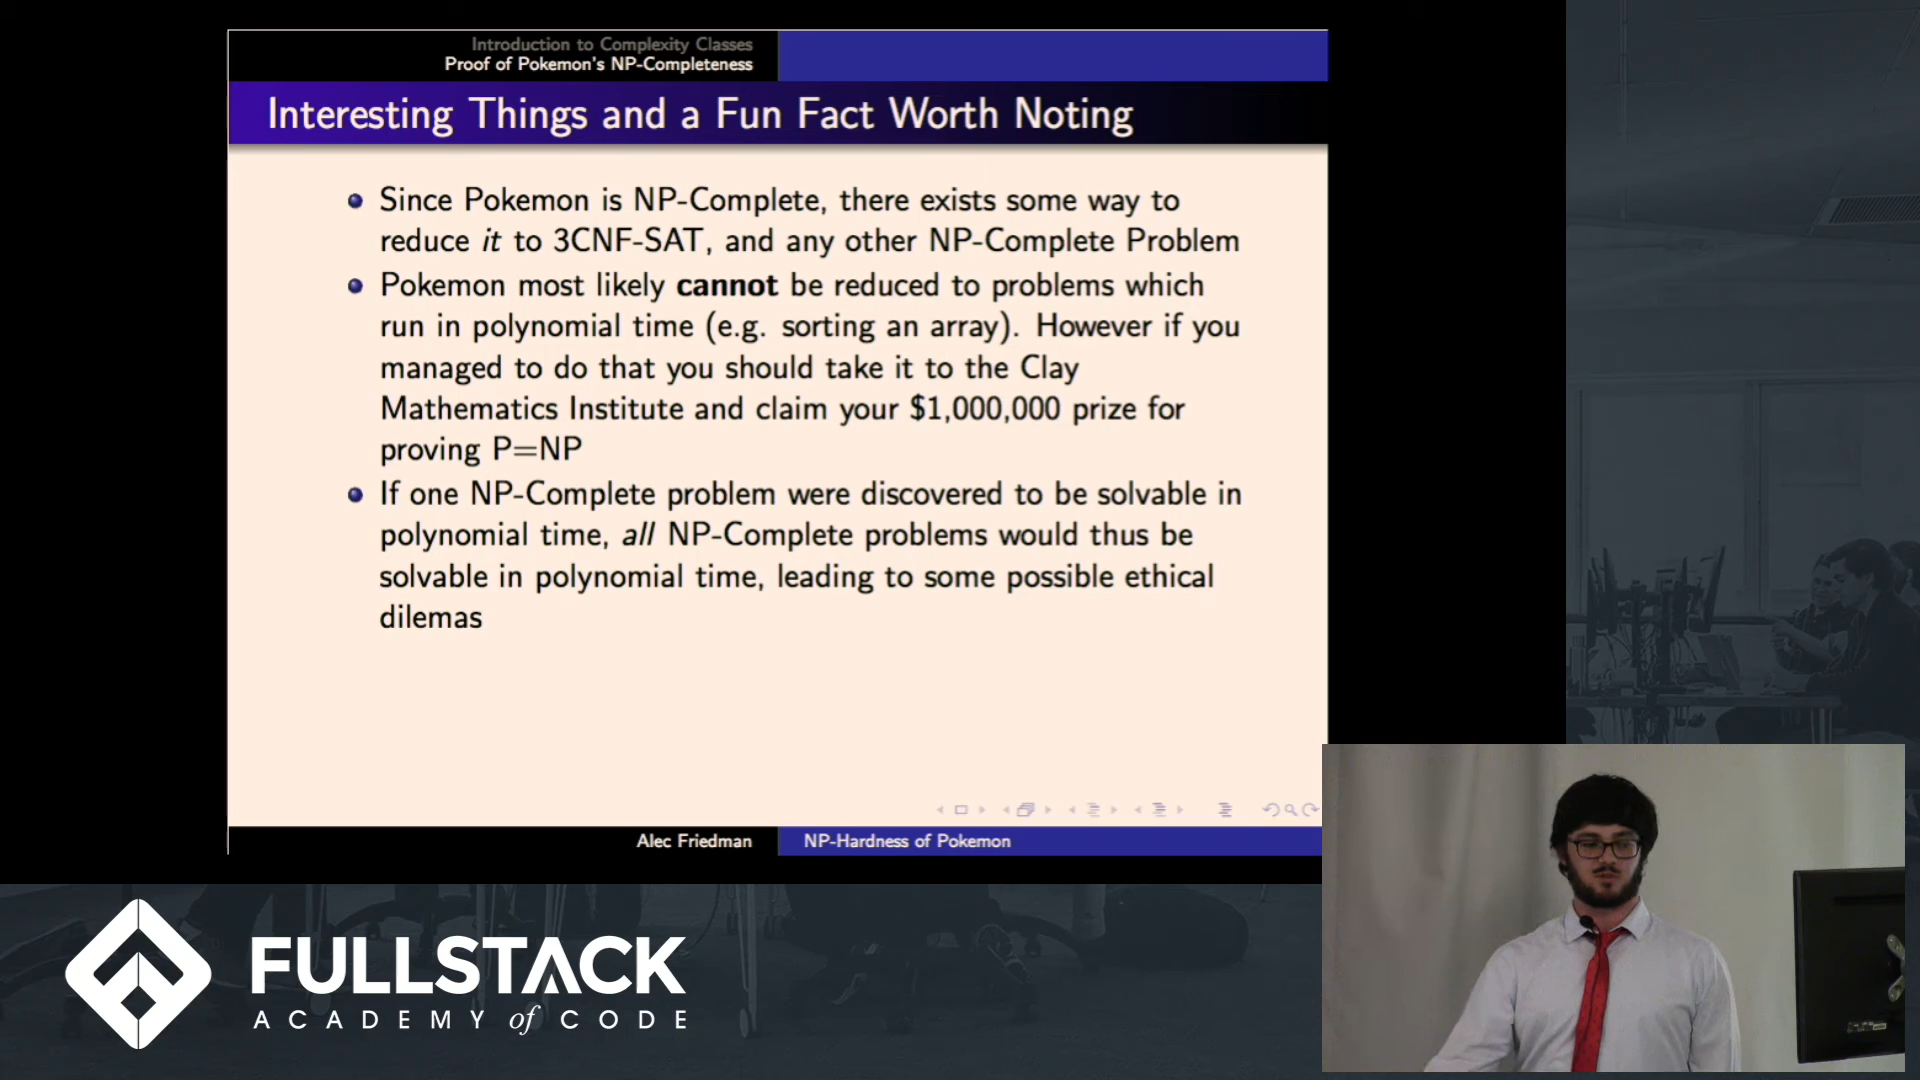 Introduction to Complexity Classes
Proof of Pokemon's NP-Completeness
Interesting Things and a Fun Fact Worth Noting
Since Pokemon is NP-Complete, there exists some way to
reduce it to 3CNF-SAT, and any other NP-Complete Problem
Pokemon most likely cannot be reduced to problems which
run in polynomial time (e.g. sorting an array). However if you
managed to do that you should take it to the Clay
Mathematics Institute and claim your $1,000,000 prize for
proving P=NP
If one NP-Complete problem were discovered to be solvable in
polynomial time, all NP-Complete problems would thus be
solvable in polynomial time, leading to some possible ethical
dilemas
Alec Friedman
NP-Hardness of Pokemon
FULLSTACK
ACADEMY of CODE